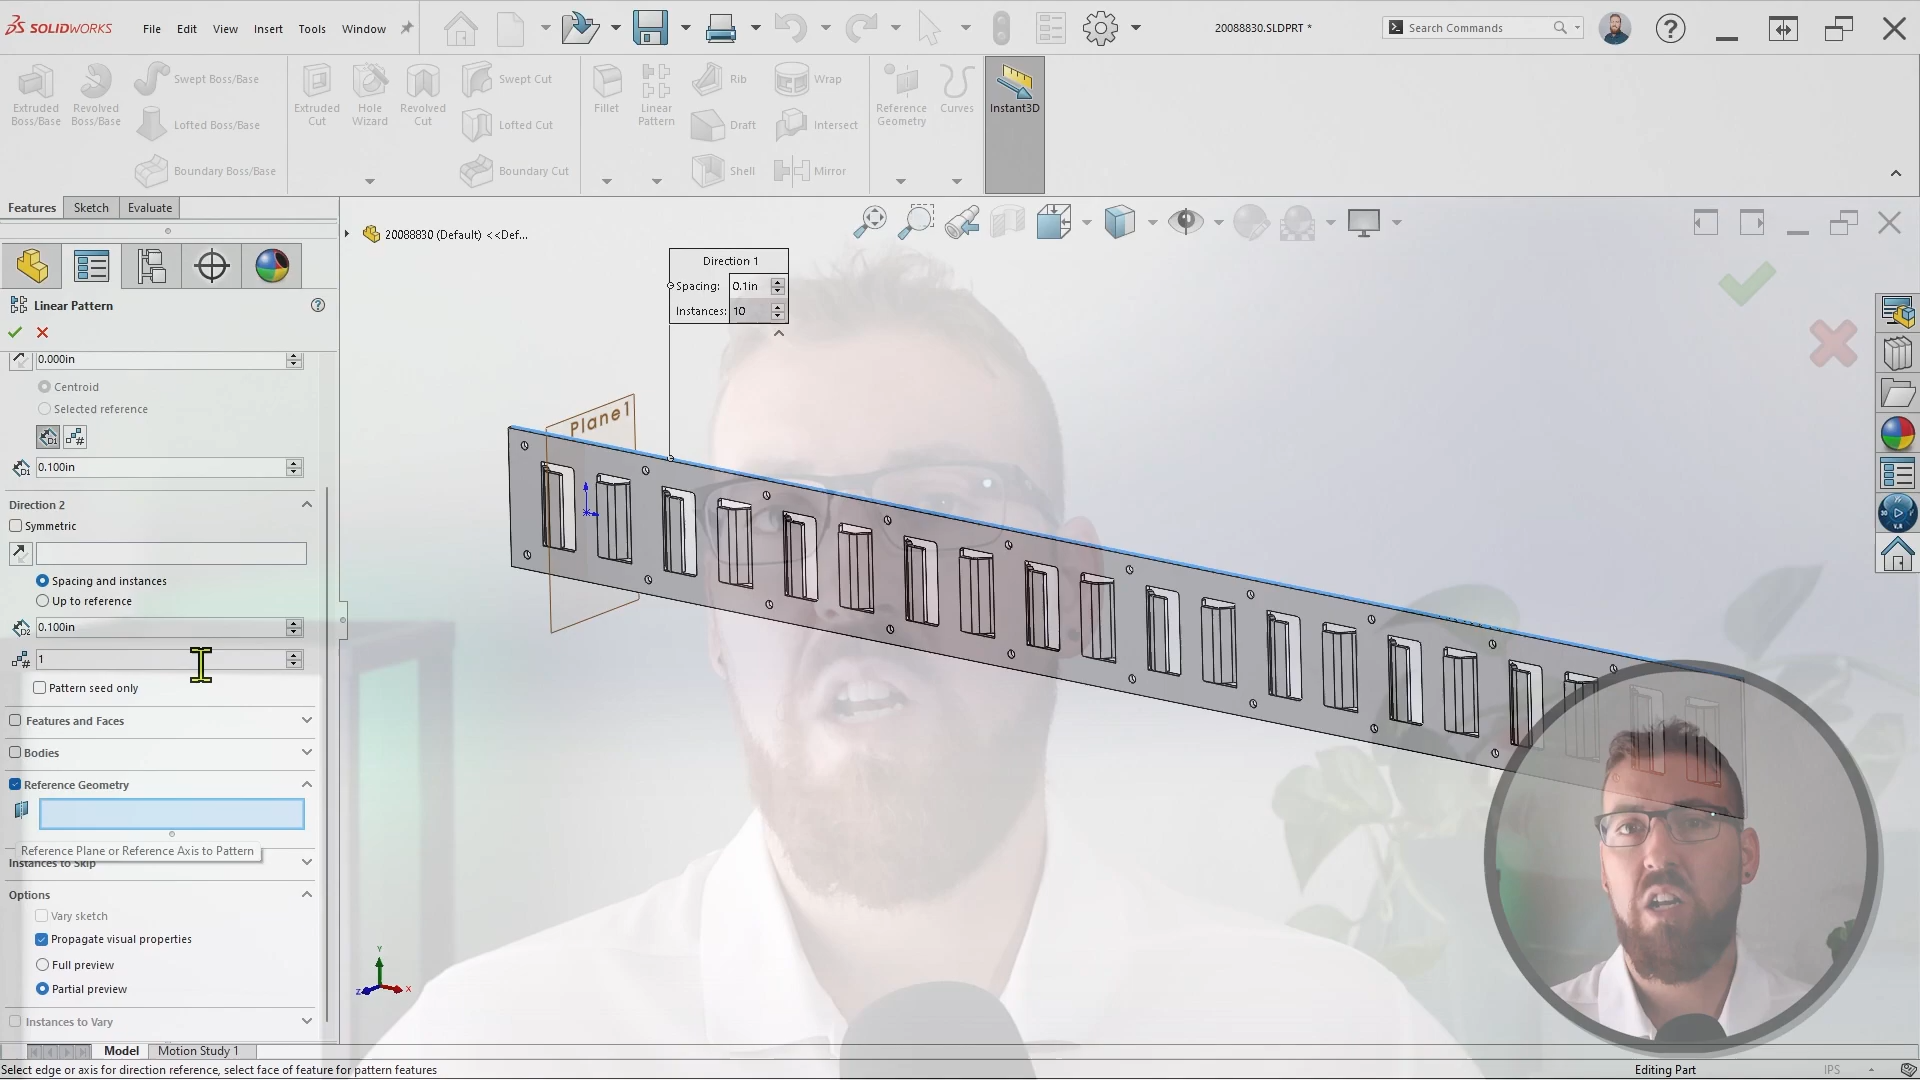 SOLIDWORKS File Edit View Insert Tools Window 20088830.SLDPRT * Search Commands
Extruded Boss/Base
Revolved Boss/Base
Swept Boss/Base
Lofted Boss/Base
Boundary Boss/Base
Extruded Cut
Hole Wizard
Revolved Cut
Swept Cut
Lofted Cut
Boundary Cut
Fillet
Linear Pattern
Rib
Draft
Shell
Wrap
Intersect
Mirror
Reference Geometry
Curves
Instant3D
Features Sketch Evaluate
20088830 (Default) <<Def...
Linear Pattern
0.000in
Centroid
Selected reference
0.100in
Direction 2
Symmetric
Spacing and instances
Up to reference
0.100in
1
Pattern seed only
Features and Faces
Bodies
Reference Geometry
Reference Plane or Reference Axis to Pattern
Instances to Skip
Options
Vary sketch
Propagate visual properties
Full preview
Partial preview
Instances to Vary
Direction 1
Spacing: 0.1in
Instances: 10
Plane1
Y
Z
X
Model Motion Study 1
Select edge or axis for direction reference, select face of feature for pattern features
Editing Part
IPS